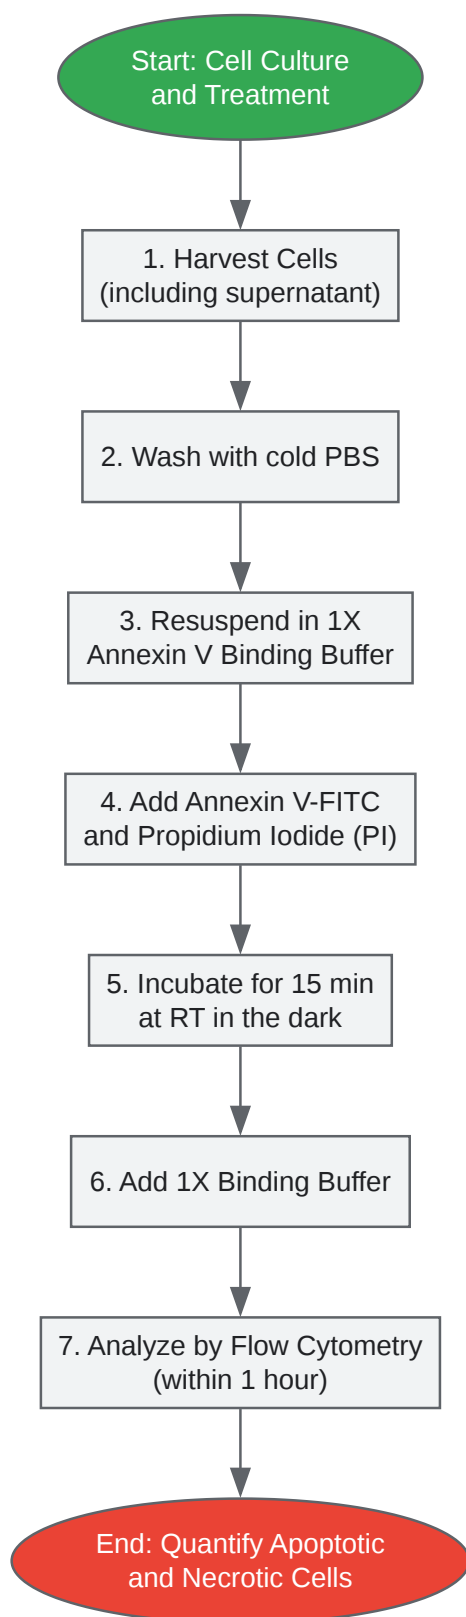 Start: Cell Culture
and Treatment
1. Harvest Cells
(including supernatant)
2. Wash with cold PBS
3. Resuspend in 1X
Annexin V Binding Buffer
4. Add Annexin V-FITC
and Propidium Iodide (PI)
5. Incubate for 15 min
at RT in the dark
6. Add 1X Binding Buffer
7. Analyze by Flow Cytometry
(within 1 hour)
End: Quantify Apoptotic
and Necrotic Cells